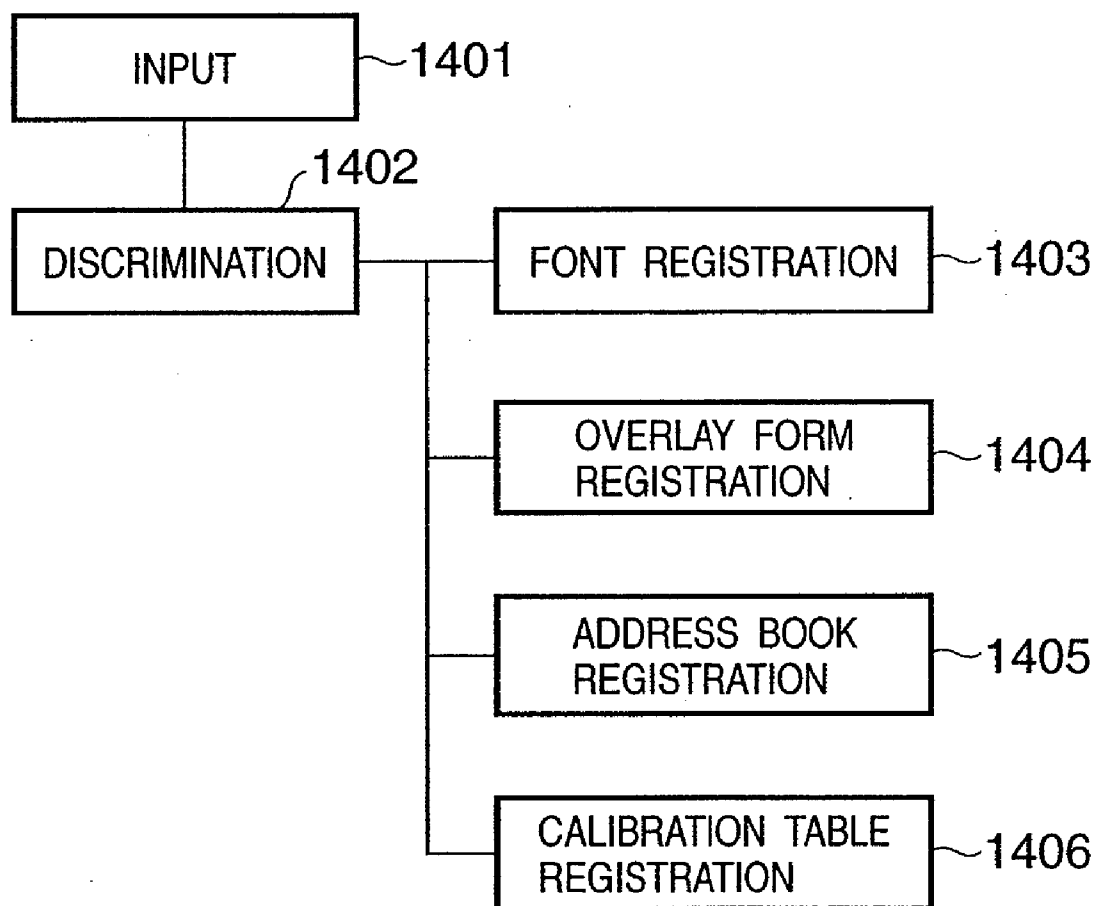 INPUT
1401
1402
DISCRIMINATION
FONT REGISTRATION
1403
OVERLAY FORM
REGISTRATION
1404
ADDRESS BOOK
REGISTRATION
1405
CALIBRATION TABLE
REGISTRATION
1406